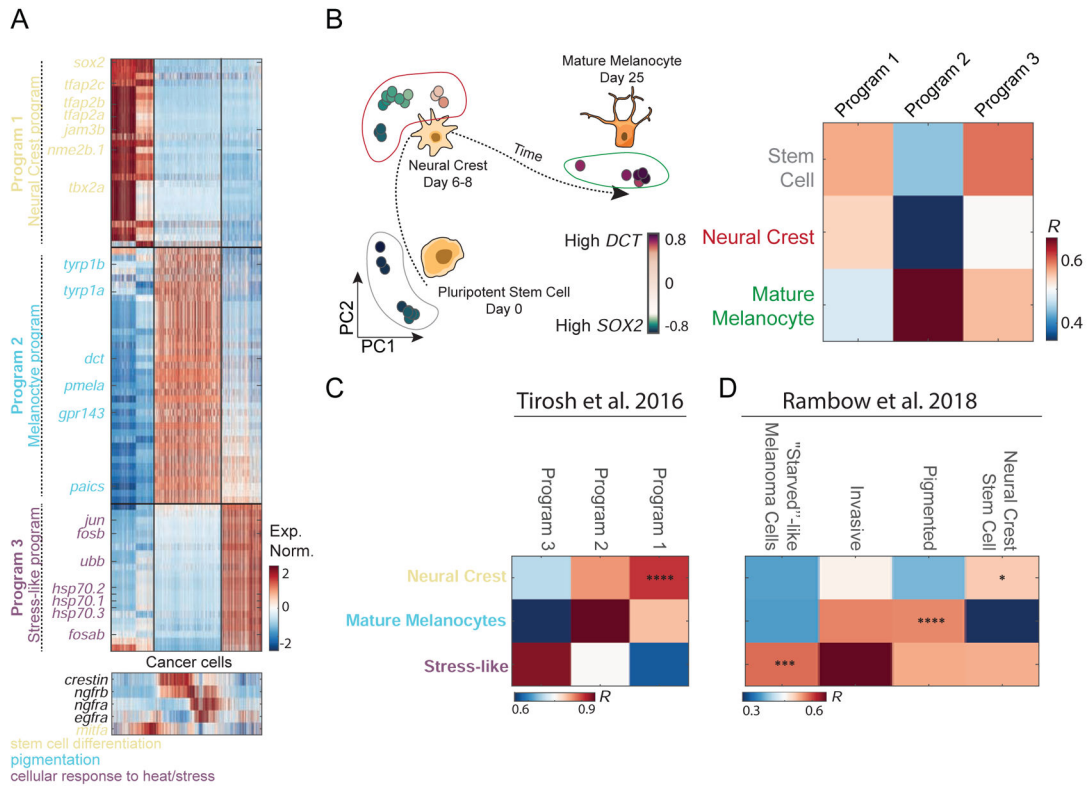 A
Program 1
Neural Crest program
sox2
tfap2c
tfap2b
tfap2a
jam3b
nme2b.1
tbx2a
Program 2
Melanoctye program
tyrp1b
tyrp1a
dct
pmela
gpr143
paics
Program 3
Stress-like program
jun
fosb
ubb
hsp70.2
hsp70.1
hsp70.3
fosab
Exp.
Norm.
2
0
-2
Cancer cells
crestin
ngfrb
ngfra
egfra
mitfa
stem cell differentiation
pigmentation
cellular response to heat/stress
B
Mature Melanocyte
Day 25
Neural Crest
Day 6-8
Time
Pluripotent Stem Cell
Day 0
PC2
PC1
High DCT
High SOX2
0.8
0
-0.8
Program 1
Program 2
Program 3
Stem
Cell
Neural Crest
Mature
Melanocyte
R
0.6
0.4
C
Tirosh et al. 2016
Program 3
Program 2
Program 1
Neural Crest
****
Mature Melanocytes
Stress-like
0.6
0.9
R
D
Rambow et al. 2018
"Starved"-like
Melanoma Cells
Invasive
Pigmented
Neural Crest
Stem Cell
*
****
***
0.3
0.6
R